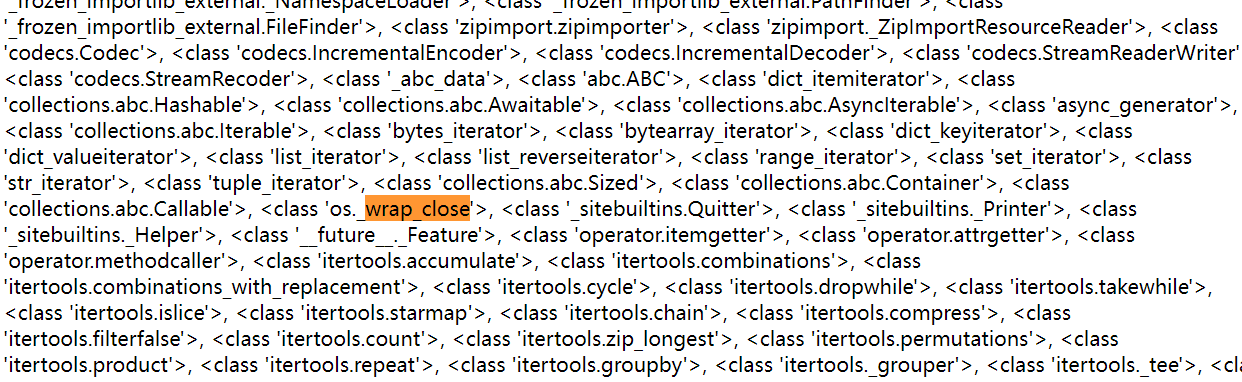 _frozen_importlib_external._NamespaceLoader'>, <class '_frozen_importlib_external.PathFinder'>, <class
'_frozen_importlib_external.FileFinder'>, <class 'zipimport.zipimporter'>, <class 'zipimport._ZipImportResourceReader'>, <class
'codecs.Codec'>, <class 'codecs.IncrementalEncoder'>, <class 'codecs.IncrementalDecoder'>, <class 'codecs.StreamReaderWriter'
<class 'codecs.StreamRecoder'>, <class '_abc_data'>, <class 'abc.ABC'>, <class 'dict_itemiterator'>, <class
'collections.abc.Hashable'>, <class 'collections.abc.Awaitable'>, <class 'collections.abc.AsyncIterable'>, <class 'async_generator'>,
<class 'collections.abc.Iterable'>, <class 'bytes_iterator'>, <class 'bytearray_iterator'>, <class 'dict_keyiterator'>, <class
'dict_valueiterator'>, <class 'list_iterator'>, <class 'list_reverseiterator'>, <class 'range_iterator'>, <class 'set_iterator'>, <class
'str_iterator'>, <class 'tuple_iterator'>, <class 'collections.abc.Sized'>, <class 'collections.abc.Container'>, <class
'collections.abc.Callable'>, <class 'os._wrap_close'>, <class '_sitebuiltins.Quitter'>, <class '_sitebuiltins._Printer'>, <class
'_sitebuiltins._Helper'>, <class '__future__._Feature'>, <class 'operator.itemgetter'>, <class 'operator.attrgetter'>, <class
'operator.methodcaller'>, <class 'itertools.accumulate'>, <class 'itertools.combinations'>, <class
'itertools.combinations_with_replacement'>, <class 'itertools.cycle'>, <class 'itertools.dropwhile'>, <class 'itertools.takewhile'>,
<class 'itertools.islice'>, <class 'itertools.starmap'>, <class 'itertools.chain'>, <class 'itertools.compress'>, <class
'itertools.filterfalse'>, <class 'itertools.count'>, <class 'itertools.zip_longest'>, <class 'itertools.permutations'>, <class
'itertools.product'>, <class 'itertools.repeat'>, <class 'itertools.groupby'>, <class 'itertools._grouper'>, <class 'itertools._tee'>, <cl